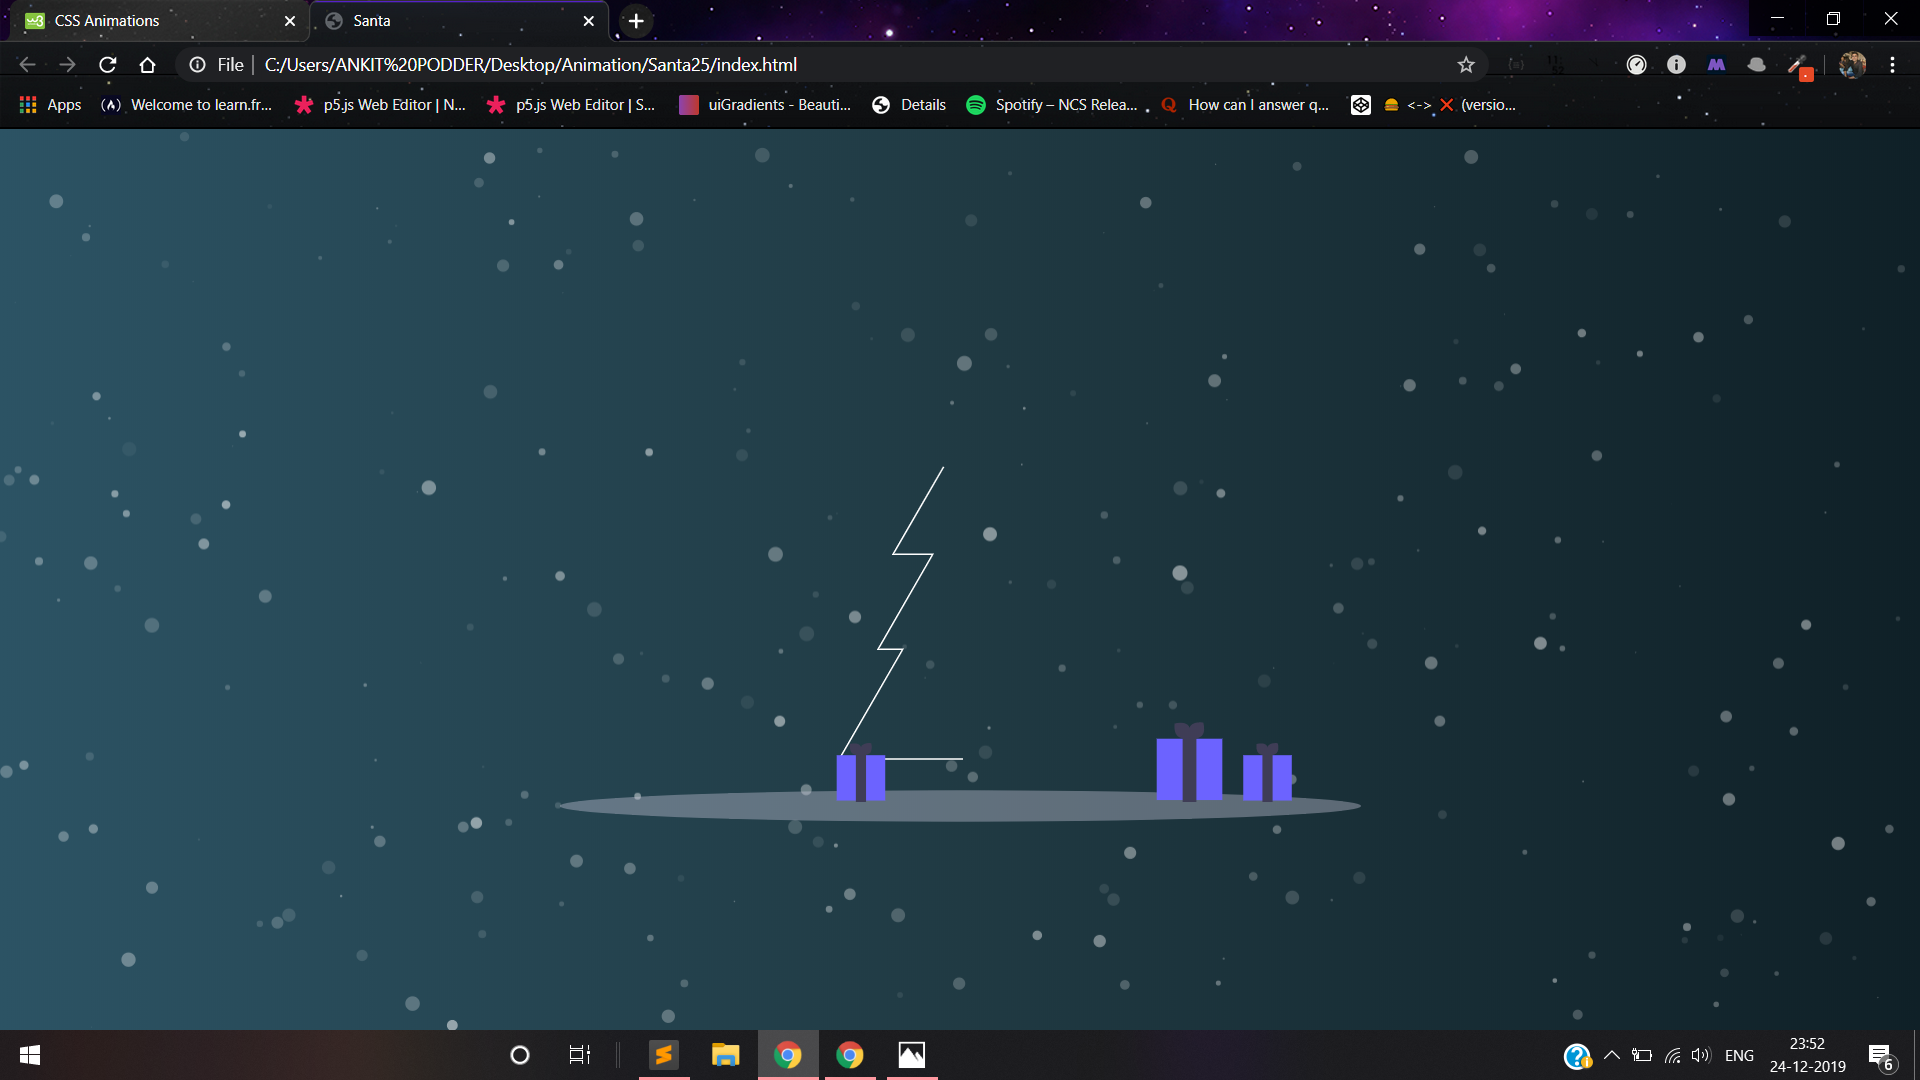 CSS Animations
Santa
File
C:/Users/ANKIT%20PODDER/Desktop/Animation/Santa25/index.html
Apps
Welcome to learn.fr...
p5.js Web Editor | N...
p5.js Web Editor | S...
uiGradients - Beauti...
Details
Spotify – NCS Relea...
How can I answer q...
<-> (versio...
ENG
23:52
24-12-2019
6